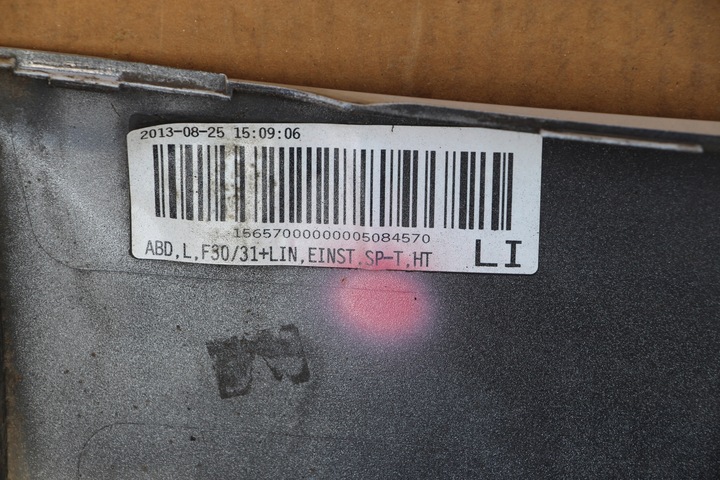 2013-08-25 15:09:06
15657000000005084570
ABD,L,F30/31+LIN,EINST.SP-T,HT
LI